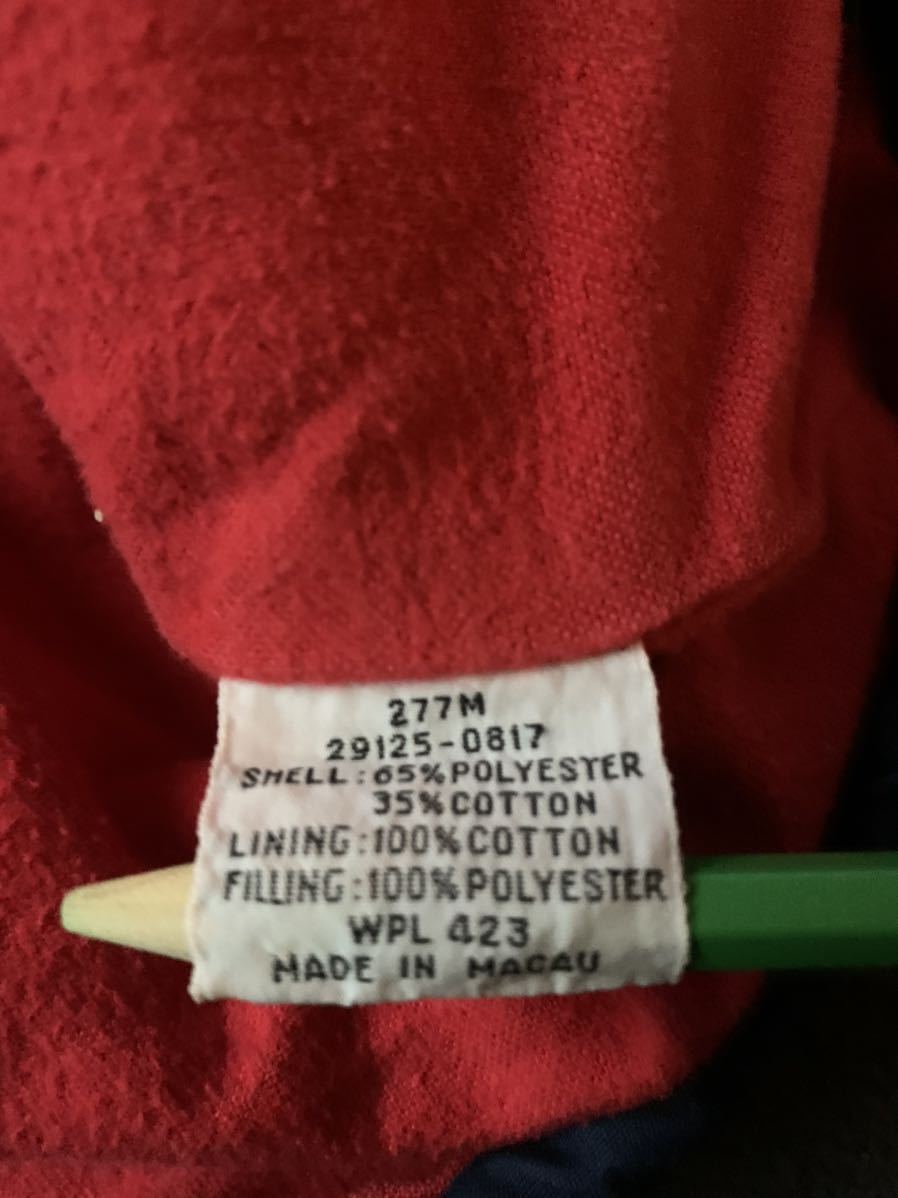 277M
29125-0817
SHELL:65%POLYESTER
35%COTTON
LINING:100%COTTON
FILLING:100%POLYESTER
WPL 423
MADE IN MACAU